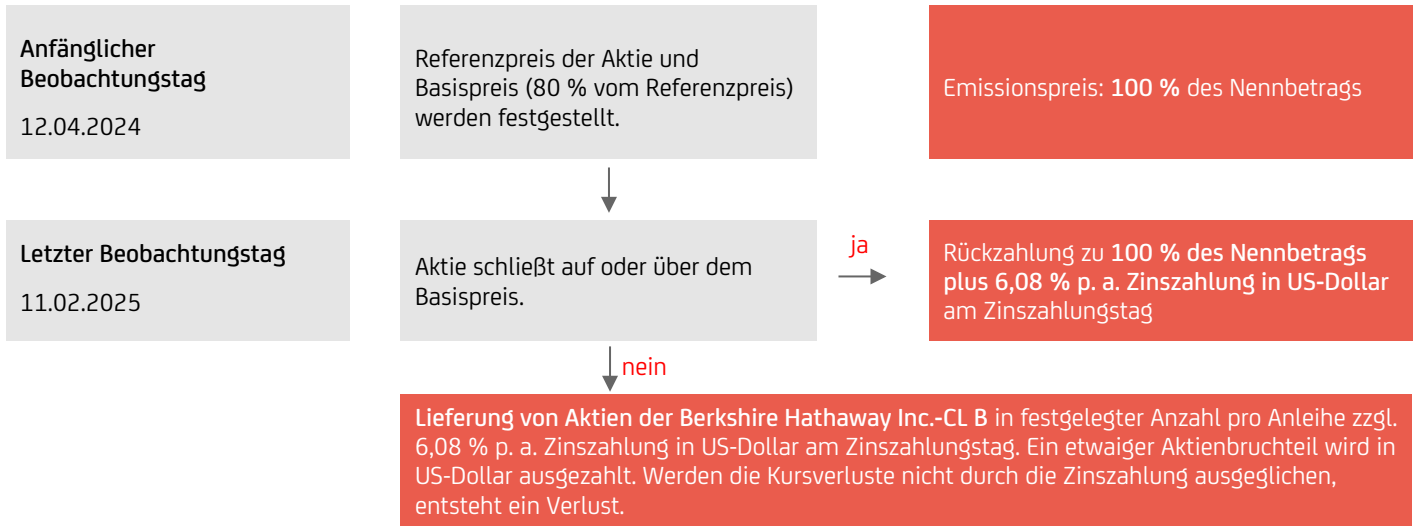 Anfänglicher
Beobachtungstag
12.04.2024
Referenzpreis der Aktie und
Basispreis (80 % vom Referenzpreis)
werden festgestellt.
Emissionspreis: 100 % des Nennbetrags
Letzter Beobachtungstag
11.02.2025
Aktie schließt auf oder über dem
Basispreis.
ja
Rückzahlung zu 100 % des Nennbetrags
plus 6,08 % p. a. Zinszahlung in US-Dollar
am Zinszahlungstag
nein
Lieferung von Aktien der Berkshire Hathaway Inc.-CL B in festgelegter Anzahl pro Anleihe zzgl.
6,08 % p. a. Zinszahlung in US-Dollar am Zinszahlungstag. Ein etwaiger Aktienbruchteil wird in
US-Dollar ausgezahlt. Werden die Kursverluste nicht durch die Zinszahlung ausgeglichen,
entsteht ein Verlust.